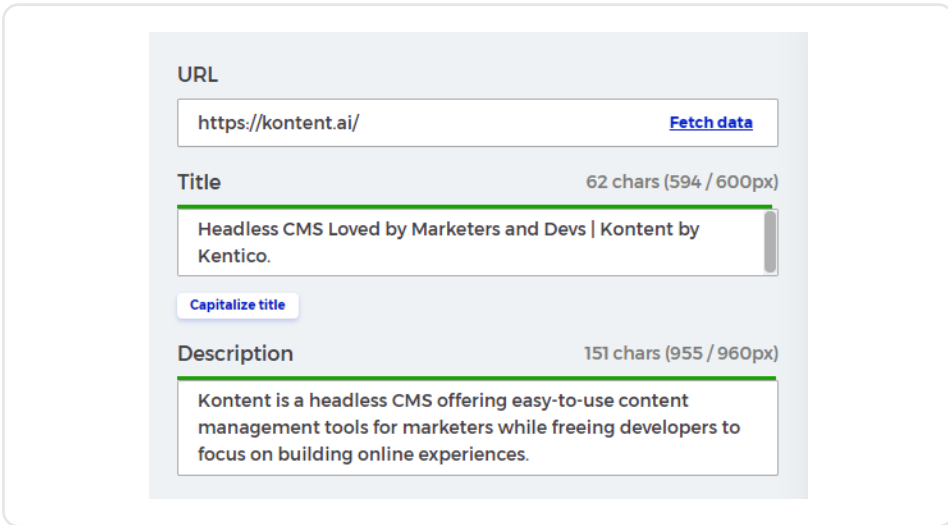 URL
https://kontent.ai/ Fetch data
Title 62 chars (594 / 600px)
Headless CMS Loved by Marketers and Devs | Kontent by
Kentico.
Capitalize title
Description 151 chars (955 / 960px)
Kontent is a headless CMS offering easy-to-use content
management tools for marketers while freeing developers to
focus on building online experiences.